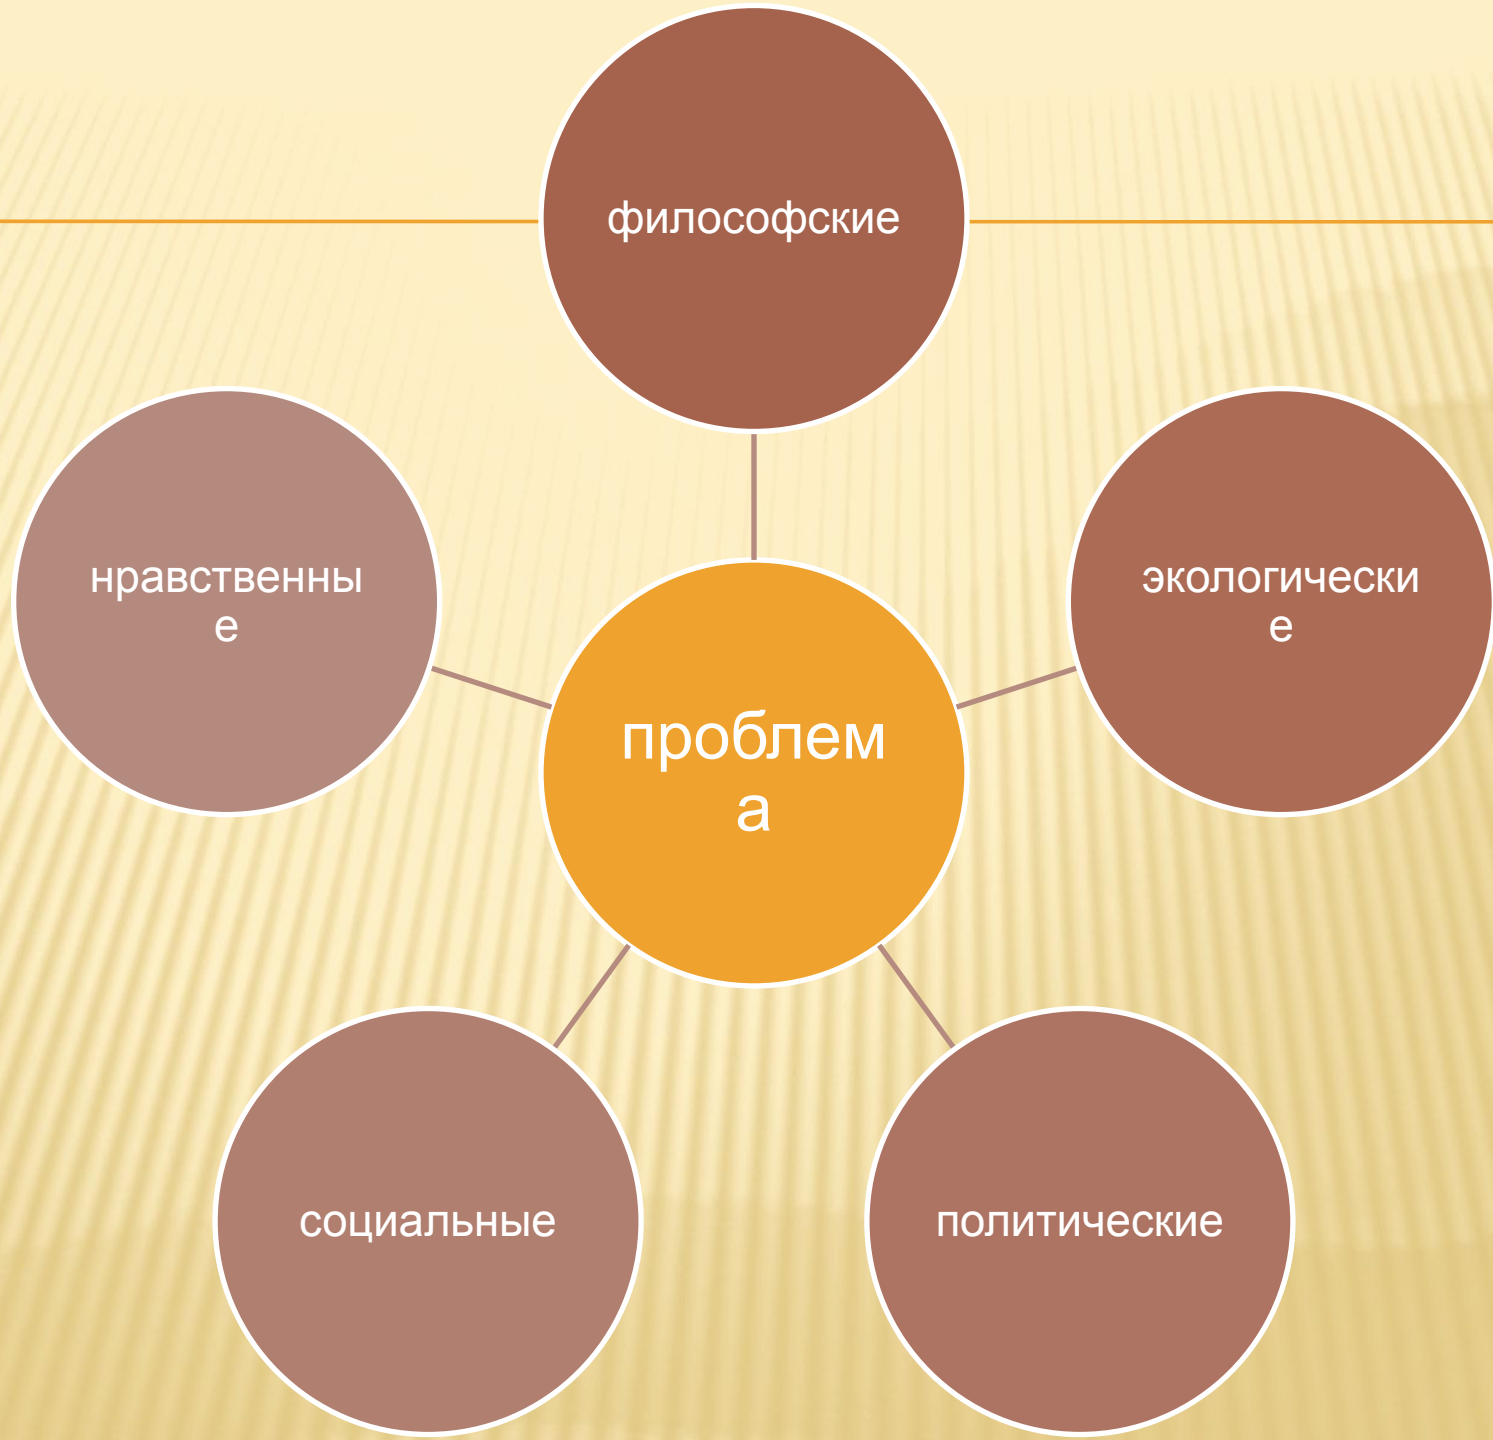 философские
нравственны
е
экологически
е
проблем
а
социальные
политические